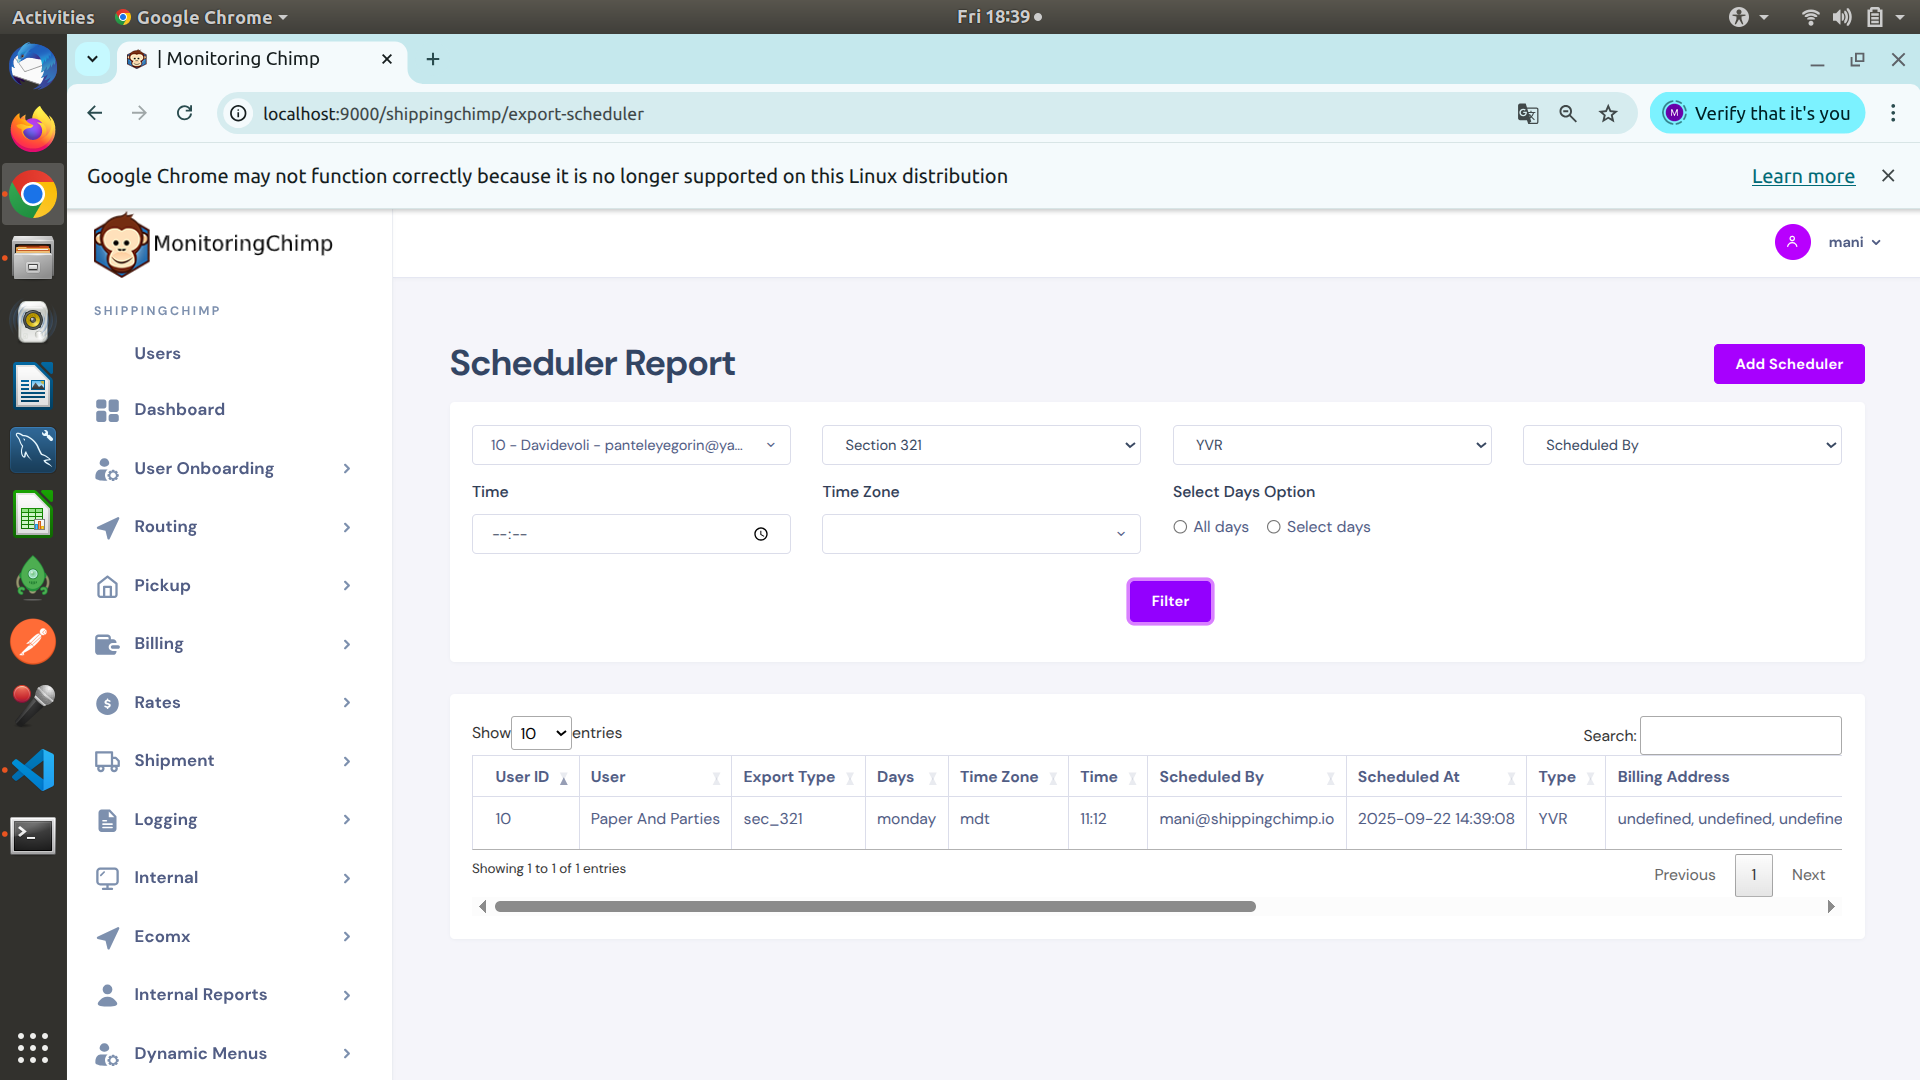 Activities
Google Chrome
Fri 18:39
| Monitoring Chimp
localhost:9000/shippingchimp/export-scheduler
M
Verify that it's you
Google Chrome may not function correctly because it is no longer supported on this Linux distribution
Learn more
MonitoringChimp
mani
SHIPPINGCHIMP
Users
Dashboard
User Onboarding
Routing
Pickup
Billing
Rates
Shipment
Logging
Internal
Ecomx
Internal Reports
Dynamic Menus
Scheduler Report
Add Scheduler
10 - Davidevoli - panteleyegorin@ya...
Section 321
YVR
Scheduled By
Time
Time Zone
Select Days Option
--:--
All days
Select days
Filter
Show 10 entries
Search:
User ID User Export Type Days Time Zone Time Scheduled By Scheduled At Type Billing Address
10 Paper And Parties sec_321 monday mdt 11:12 mani@shippingchimp.io 2025-09-22 14:39:08 YVR undefined, undefined, undefine
Showing 1 to 1 of 1 entries
Previous 1 Next